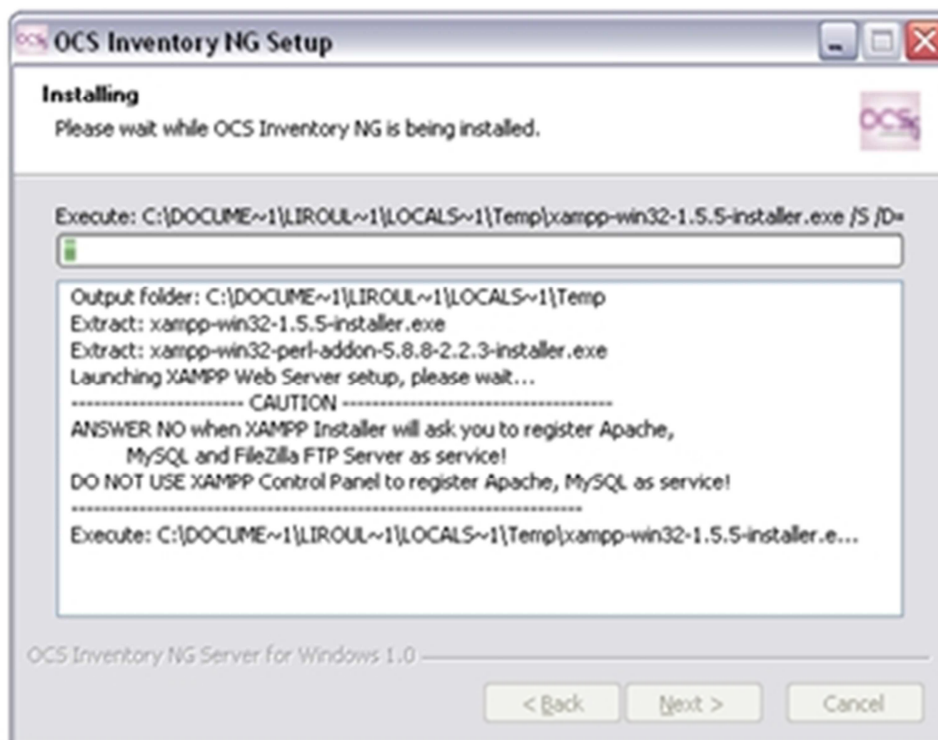 OCS Inventory NG Setup
Installing
Please wait while OCS Inventory NG is being installed.
OCS
Execute: C:\DOCUME~1\LIROUL~1\LOCALS~1\Temp\xampp-win32-1.5.5-installer.exe /S /D=
Output folder: C:\DOCUME~1\LIROUL~1\LOCALS~1\Temp
Extract: xampp-win32-1.5.5-installer.exe
Extract: xampp-win32-perl-addon-5.8.8-2.2.3-installer.exe
Launching XAMPP Web Server setup, please wait...
----------------------- CAUTION ------------------------------------
ANSWER NO when XAMPP Installer will ask you to register Apache,
MySQL and FileZilla FTP Server as service!
DO NOT USE XAMPP Control Panel to register Apache, MySQL as service!
--------------------------------------------------------------------
Execute: C:\DOCUME~1\LIROUL~1\LOCALS~1\Temp\xampp-win32-1.5.5-installer.e...
OCS Inventory NG Server for Windows 1.0
< Back Next > Cancel